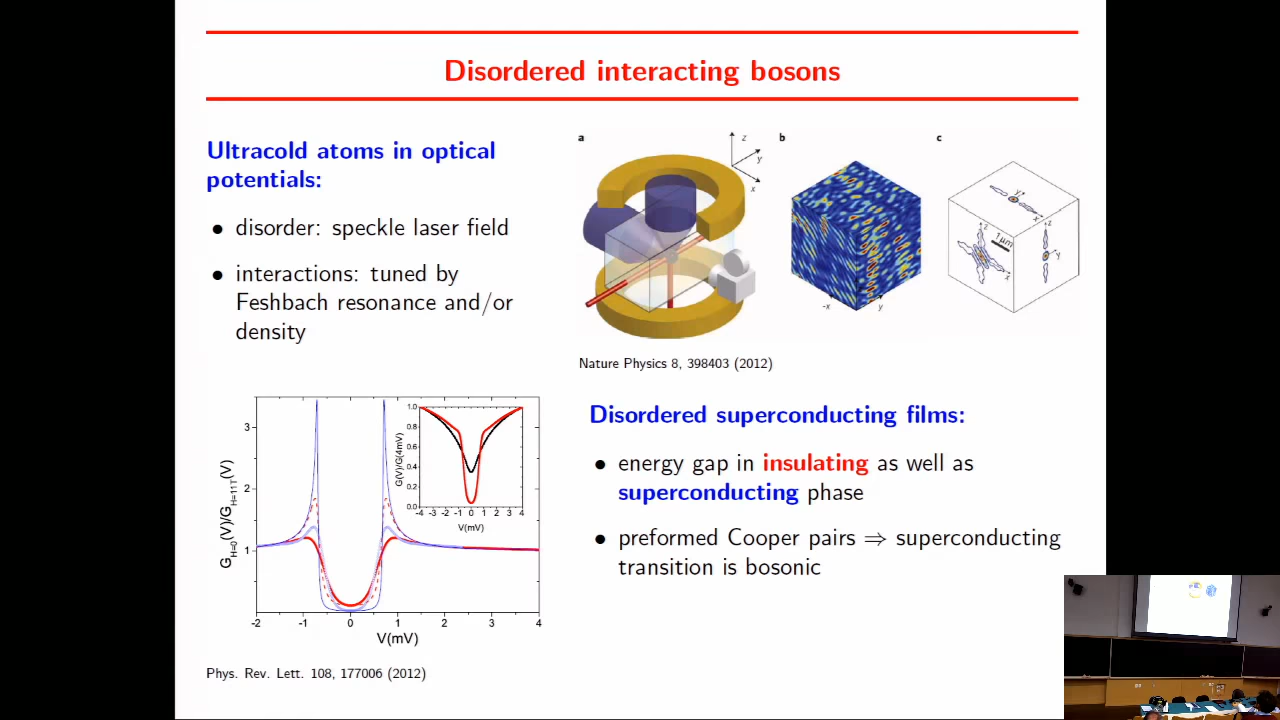 Disordered interacting bosons
Ultracold atoms in optical
potentials:
• disorder: speckle laser field
• interactions: tuned by
Feshbach resonance and/or
density
a
z
y
x
b
-x
y
c
y
x
z
1μm
x
z
y
Nature Physics 8, 398403 (2012)
G_{H=0}(V)/G_{H=11T}(V)
3
2
1
-2 -1 0 1 2 3 4
V(mV)
G(V)/G(4mV)
1.0
0.8
0.6
0.4
0.2
0.0
-4 -3 -2 -1 0 1 2 3 4
V(mV)
Phys. Rev. Lett. 108, 177006 (2012)
Disordered superconducting films:
• energy gap in insulating as well as
superconducting phase
• preformed Cooper pairs ⇒ superconducting
transition is bosonic